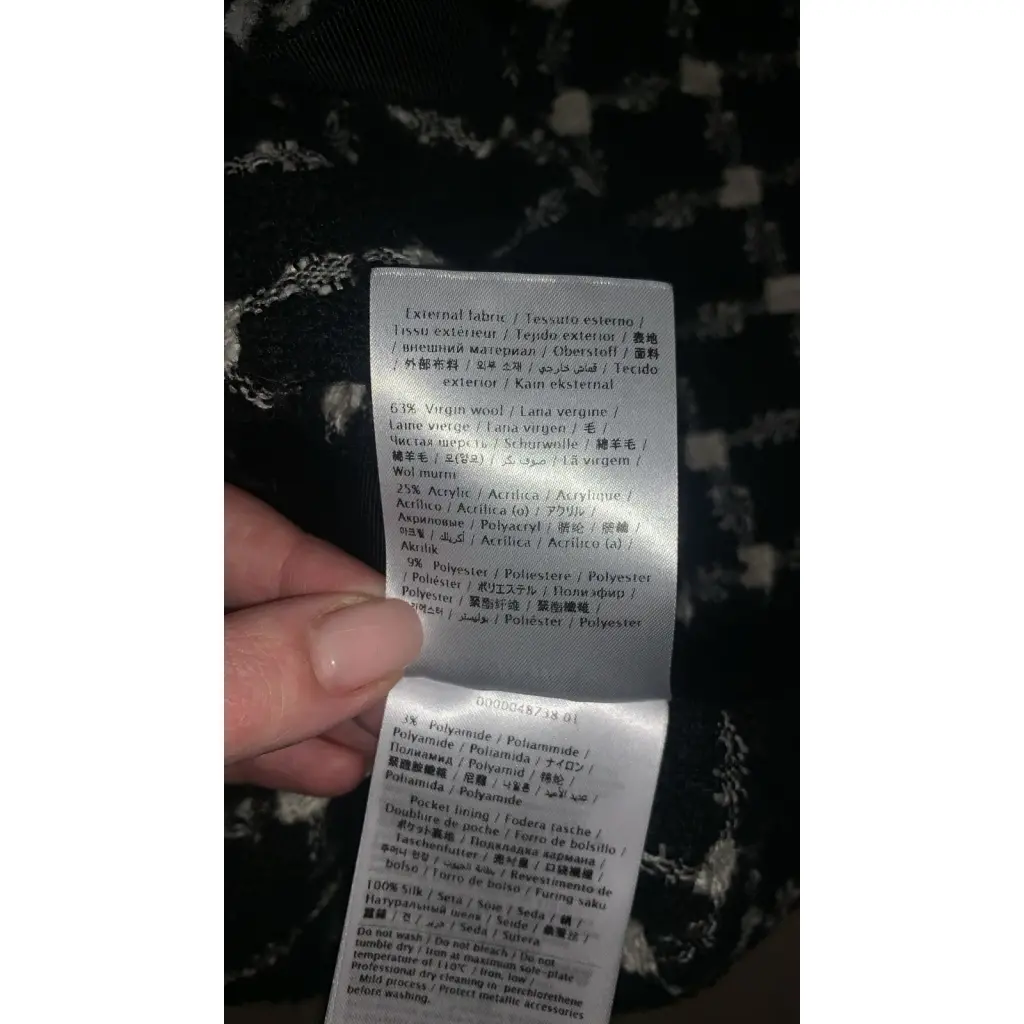 External fabric / Tessuto esterno /
Tissu extérieur / Tejido exterior / 表地
/ внешний материал / Oberstoff / 面料
/ 外部布料 / 외부 소재 / قماش خارجي / Tecido
exterior / Kain eksternal
63% Virgin wool / Lana vergine /
Laine vierge / Lana virgen / 毛 /
Чистая шерсть / Schurwolle / 綿羊毛 /
綿羊毛 / 모(양모) / صوف بكر / Lã virgem /
Wol murni
25% Acrylic / Acrilica / Acrylique /
Acrílico / Acrilica (o) / アクリル /
Акриловые / Polyacryl / 腈纶 / 腈綸 /
아크릴 / أكريلك / Acrílica / Acrílico (a) /
Akrilik
9% Polyester / Poliestere / Polyester
/ Poliéster / ポリエステル / Полиэфир /
Polyester / 聚酯纤维 / 聚酯纖維 /
/ بوليستر / Poliéster / Polyester
0000048738 01
3% Polyamide / Poliammide /
Polyamide / Poliamida / ナイロン /
Полиамид / Polyamid / 锦纶 /
聚醯胺纖維 / 尼龍 / 나일론 /
Poliamida / Polyamide
Pocket lining / Fodera tasche /
Doublure de poche / Forro de bolsillo /
ポケット裏地 / Подкладка кармана /
Taschenfutter / 兜衬里 / 口袋襯裡 /
주머니 안감 / بطانة الجيوب / Revestimento de
bolso / Forro de bolso / Furing saku
100% Silk / Seta / Soie / Seda / 絹 /
Натуральный шелк / Seide / 桑蚕丝 /
蠶絲 / 견 / حرير / Seda / Sutera
Do not wash / Do not bleach / Do not
tumble dry / Iron at maximum sole-plate
temperature of 110°C / Iron, low /
Professional dry cleaning in perchlorethene
- Mild process / Protect metallic accessories
before washing.